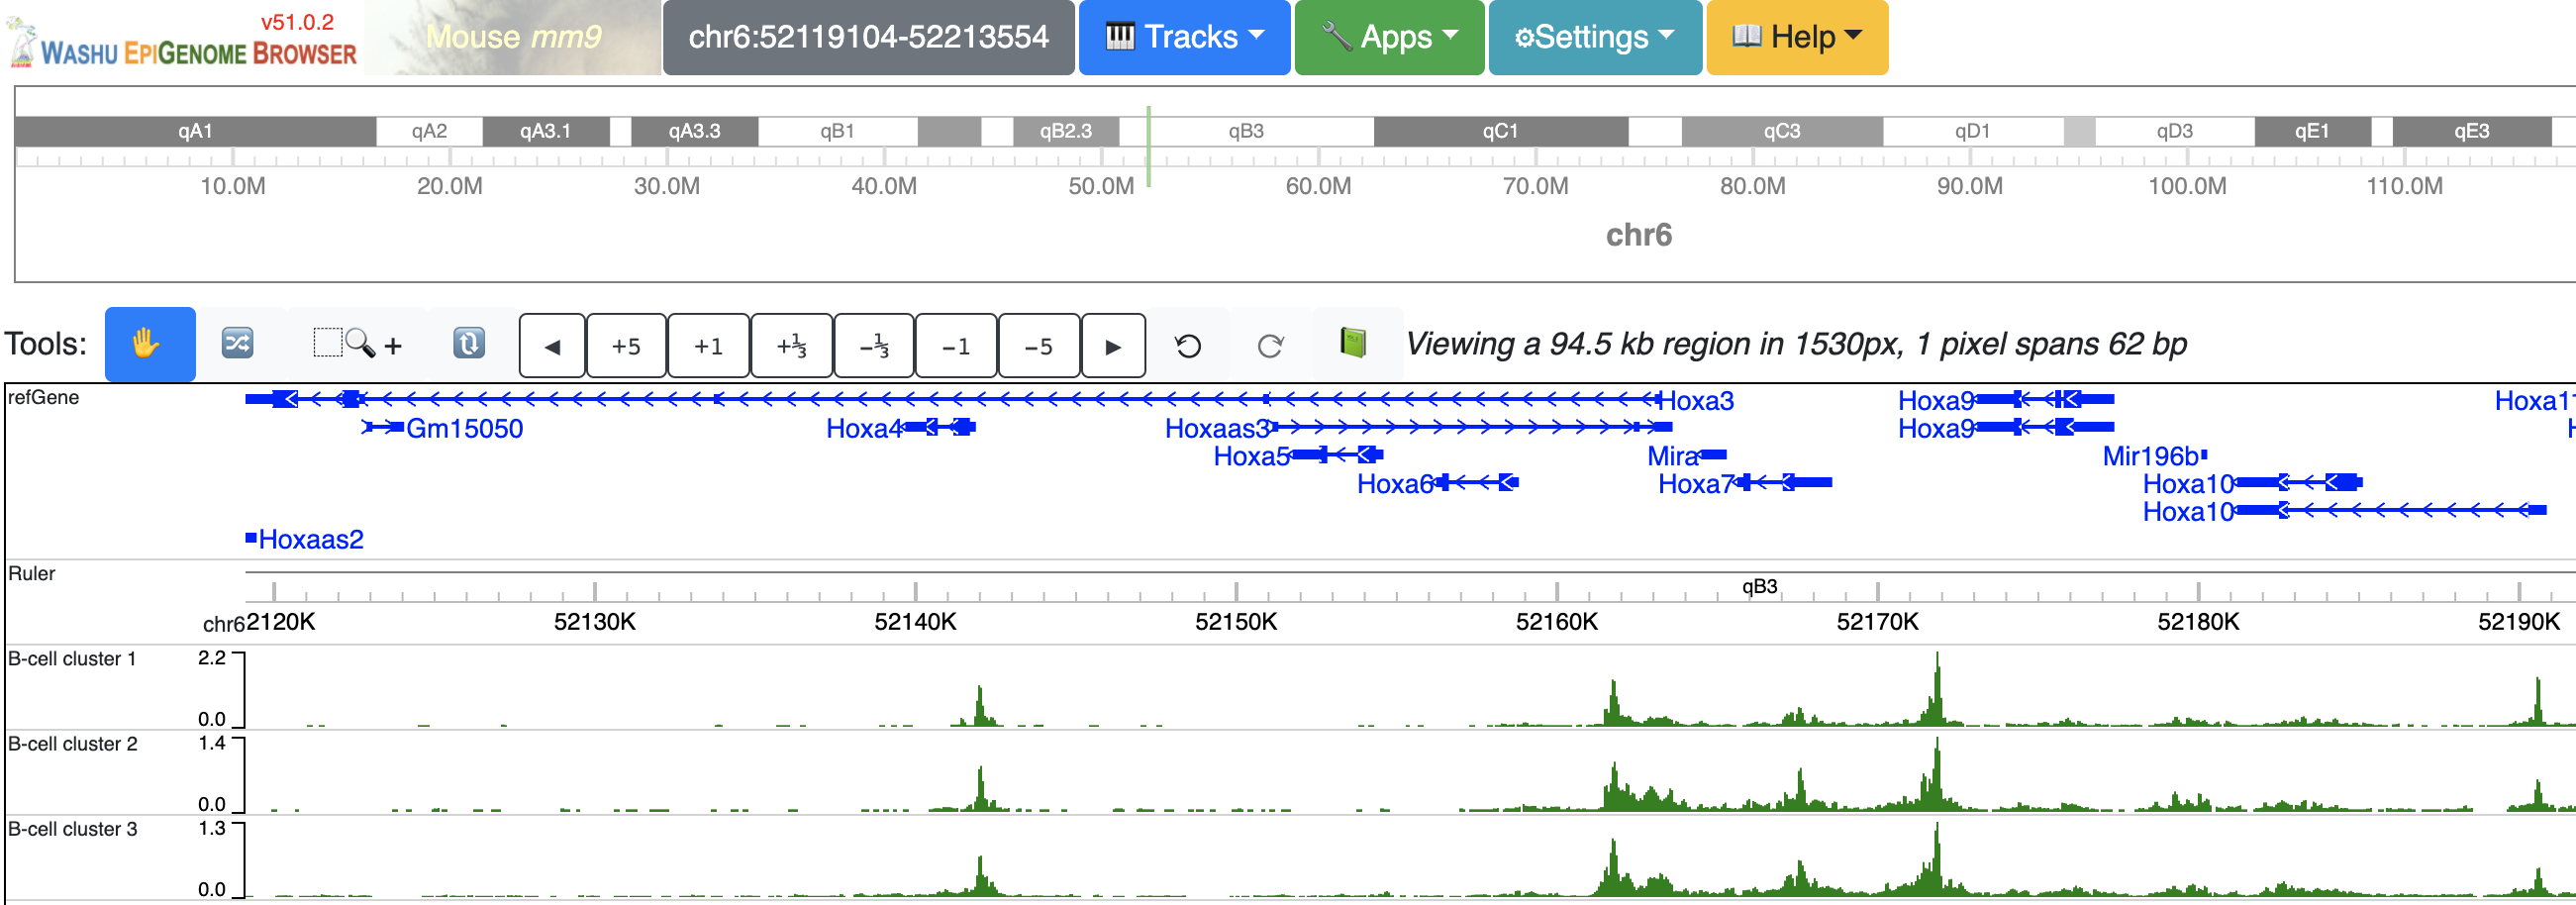 v51.0.2
WASHU EPIGENOME BROWSER
Mouse mm9
chr6:52119104-52213554
Tracks
Apps
Settings
Help
qA1 qA2 qA3.1 qA3.3 qB1 qB2.3 qB3 qC1 qC3 qD1 qD3 qE1 qE3
10.0M 20.0M 30.0M 40.0M 50.0M 60.0M 70.0M 80.0M 90.0M 100.0M 110.0M
chr6
Tools: + +5 +1 +⅓ -⅓ -1 -5 Viewing a 94.5 kb region in 1530px, 1 pixel spans 62 bp
refGene
Hoxa3 Hoxa9 Hoxa11
Gm15050 Hoxa4 Hoxaas3 Hoxa9
Hoxa5 Mira Mir196b
Hoxa6 Hoxa7 Hoxa10
Hoxa10
Hoxaas2
Ruler
qB3
chr6 2120K 52130K 52140K 52150K 52160K 52170K 52180K 52190K
B-cell cluster 1 2.2
0.0
B-cell cluster 2 1.4
0.0
B-cell cluster 3 1.3
0.0